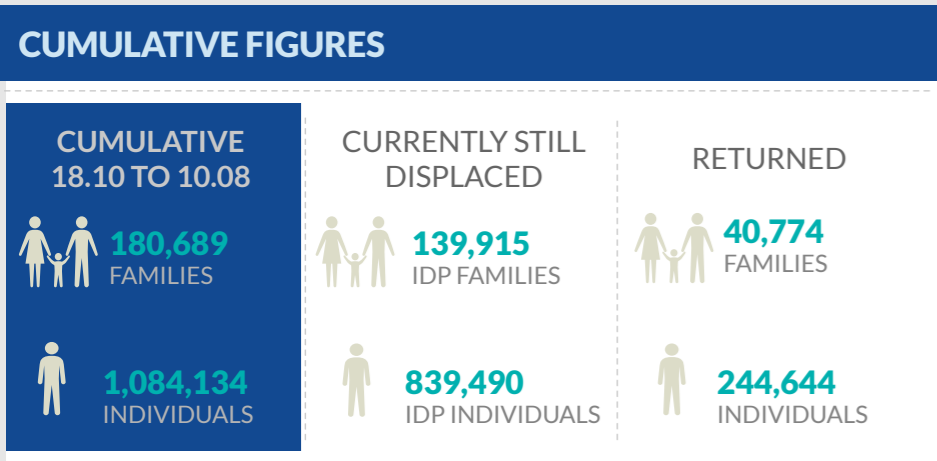 CUMULATIVE FIGURES
CUMULATIVE
18.10 TO 10.08
180,689
FAMILIES
1,084,134
INDIVIDUALS
CURRENTLY STILL
DISPLACED
139,915
IDP FAMILIES
839,490
IDP INDIVIDUALS
RETURNED
40,774
FAMILIES
244,644
INDIVIDUALS